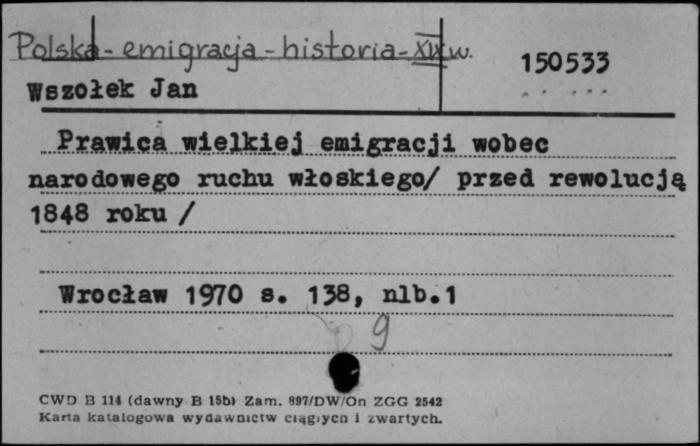 Polska - emigracja - historia - XIX w.
150533
Wszołek Jan
Prawica wielkiej emigracji wobec
narodowego ruchu włoskiego/ przed rewolucją
1848 roku /
Wrocław 1970 s. 138, nlb.1
9
CWD B 114 (dawny B 15b) Zam. 897/DW/On ZGG 2542
Karta katalogowa wydawnictw ciągłych i zwartych.